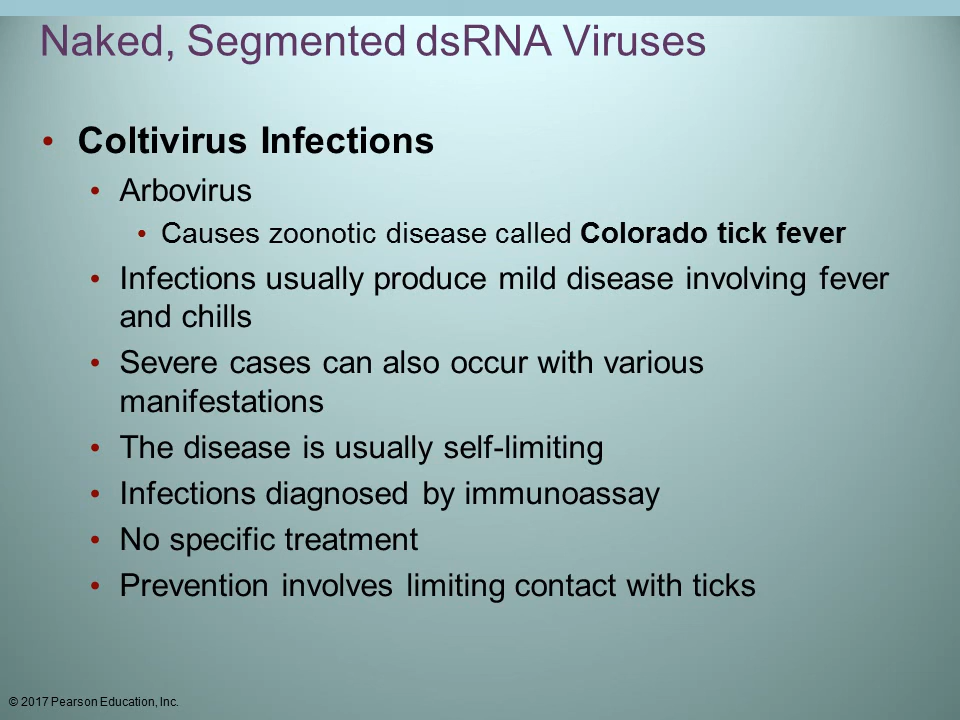 Naked, Segmented dsRNA Viruses
• Coltivirus Infections
• Arbovirus
• Causes zoonotic disease called Colorado tick fever
• Infections usually produce mild disease involving fever
and chills
• Severe cases can also occur with various
manifestations
• The disease is usually self-limiting
• Infections diagnosed by immunoassay
• No specific treatment
• Prevention involves limiting contact with ticks
© 2017 Pearson Education, Inc.